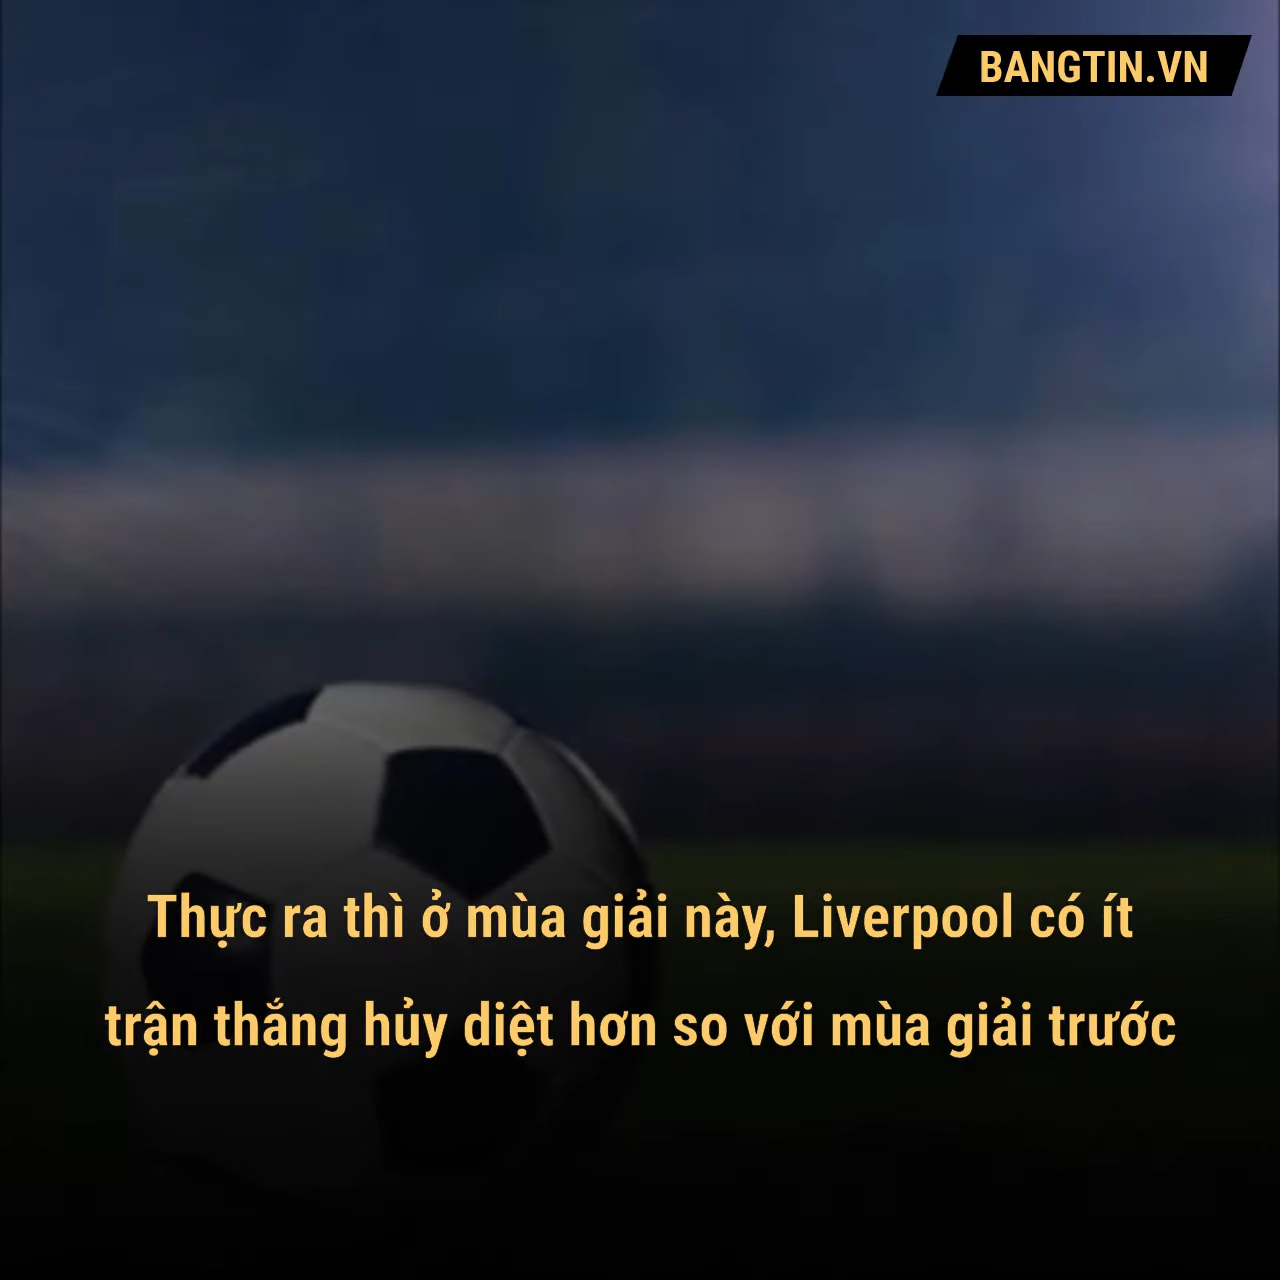 BANGTIN.VN
Thực ra thì ở mùa giải này, Liverpool có ít
trận thắng hủy diệt hơn so với mùa giải trước